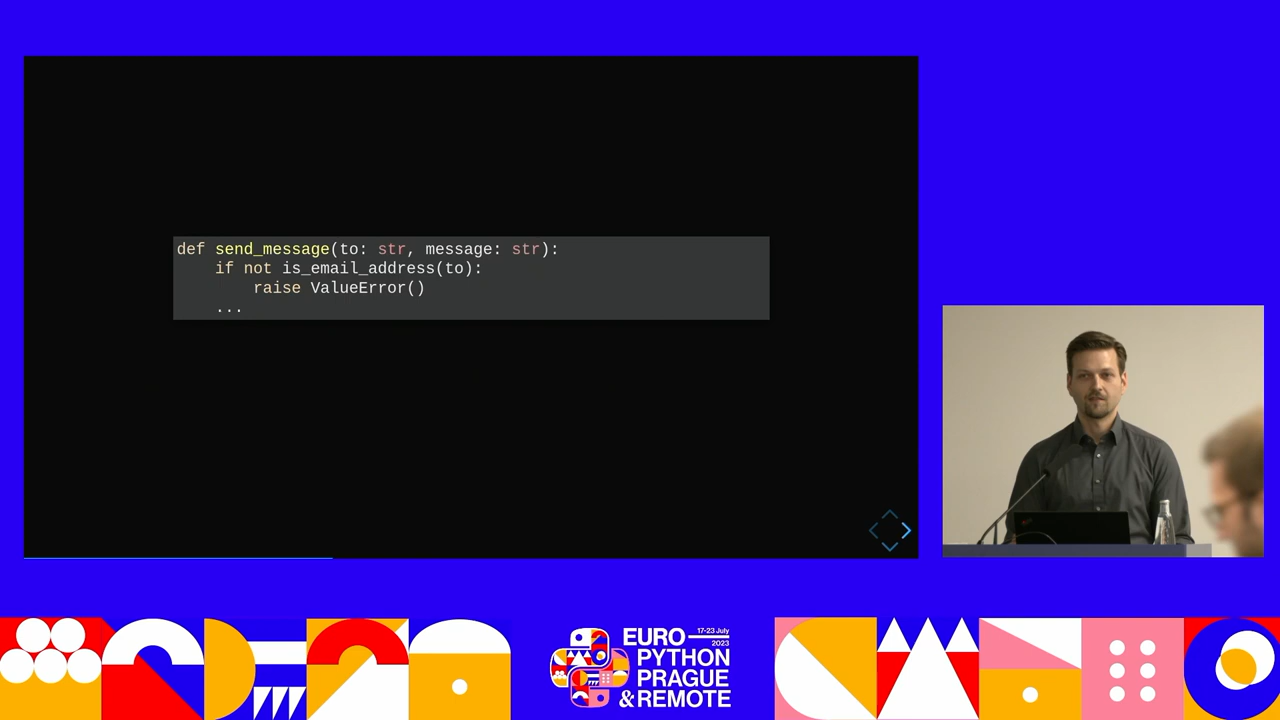 def send_message(to: str, message: str):
    if not is_email_address(to):
        raise ValueError()
    ...
EURO
17-23 July
2023
PYTHON
PRAGUE
& REMOTE